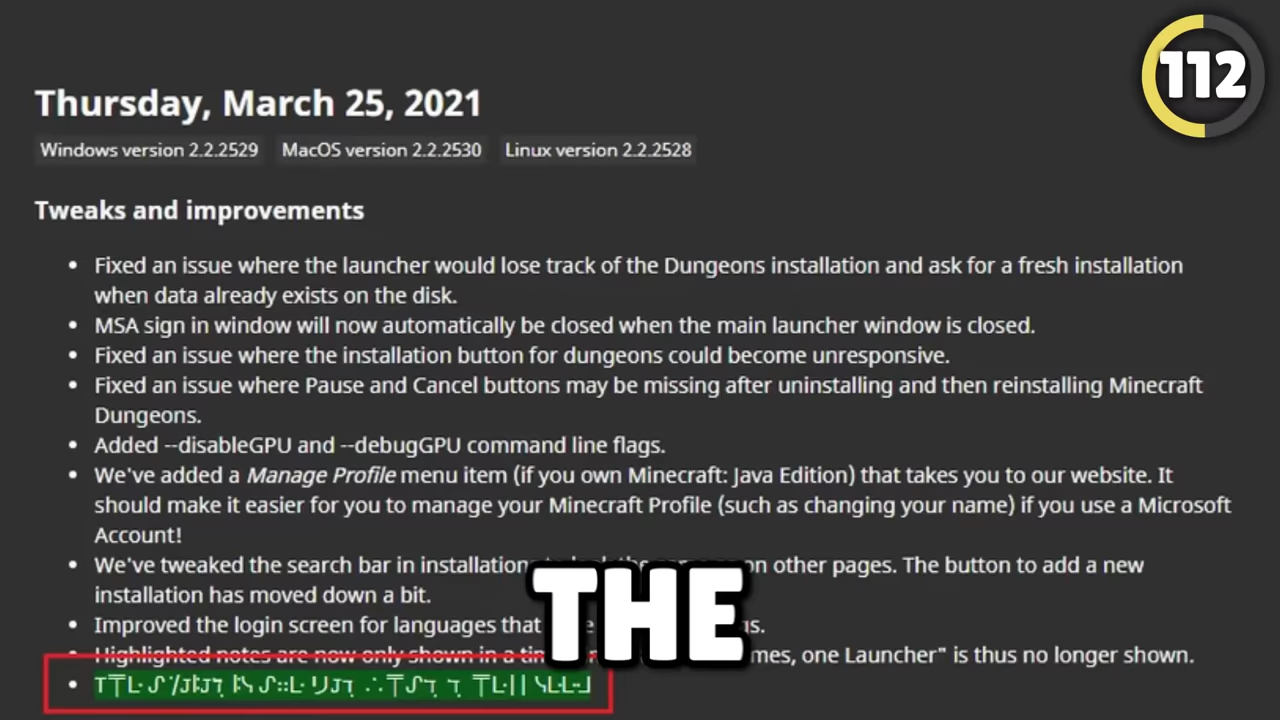 112
Thursday, March 25, 2021
Windows version 2.2.2529 MacOS version 2.2.2530 Linux version 2.2.2528
Tweaks and improvements
• Fixed an issue where the launcher would lose track of the Dungeons installation and ask for a fresh installation
when data already exists on the disk.
• MSA sign in window will now automatically be closed when the main launcher window is closed.
• Fixed an issue where the installation button for dungeons could become unresponsive.
• Fixed an issue where Pause and Cancel buttons may be missing after uninstalling and then reinstalling Minecraft
Dungeons.
• Added --disableGPU and --debugGPU command line flags.
• We've added a Manage Profile menu item (if you own Minecraft: Java Edition) that takes you to our website. It
should make it easier for you to manage your Minecraft Profile (such as changing your name) if you use a Microsoft
Account!
• We've tweaked the search bar in installations on other pages. The button to add a new
installation has moved down a bit.
• Improved the login screen for languages that
• Highlighted notes are now only shown in a one Launcher" is thus no longer shown.
THE